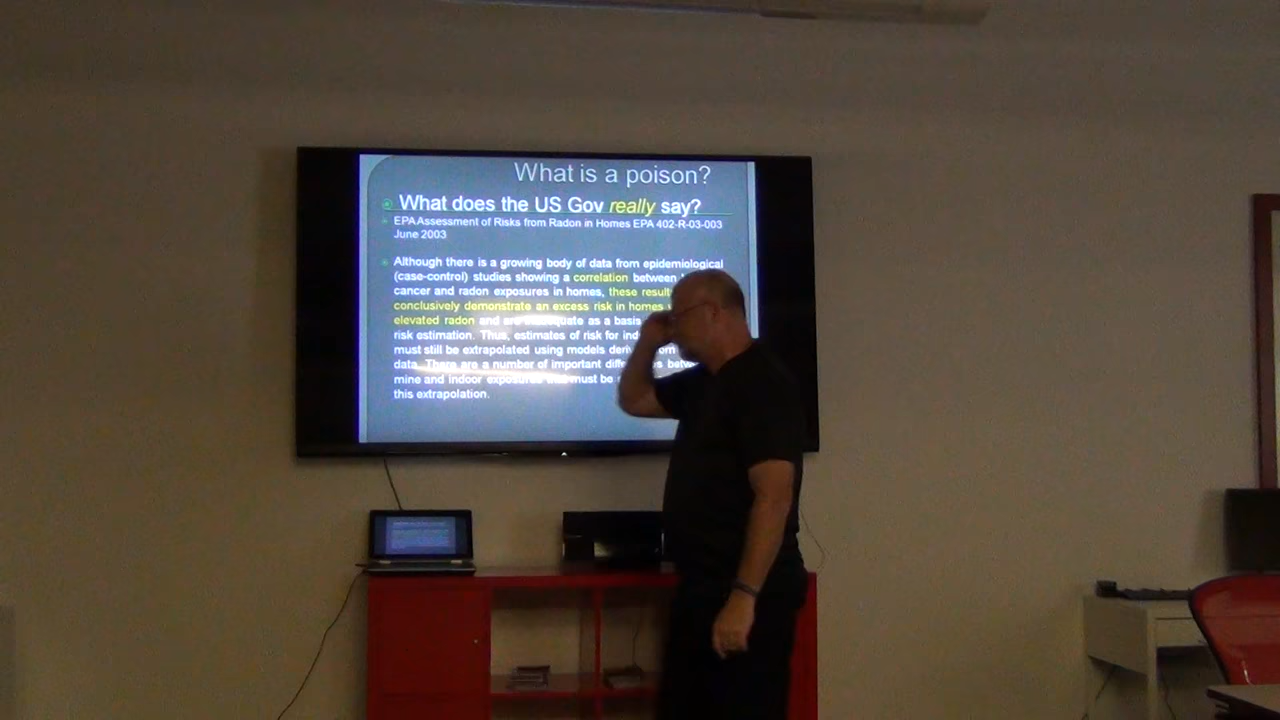 What is a poison?
What does the US Gov really say?
EPA Assessment of Risks from Radon in Homes EPA 402-R-03-003
June 2003
Although there is a growing body of data from epidemiological
(case-control) studies showing a correlation between
cancer and radon exposures in homes, these
conclusively demonstrate an excess risk in homes
elevated radon and are as a basis
risk estimation. Thus, estimates of risk for
must still be extrapolated using models
data. There are a number of important
mine and indoor must be
this extrapolation.